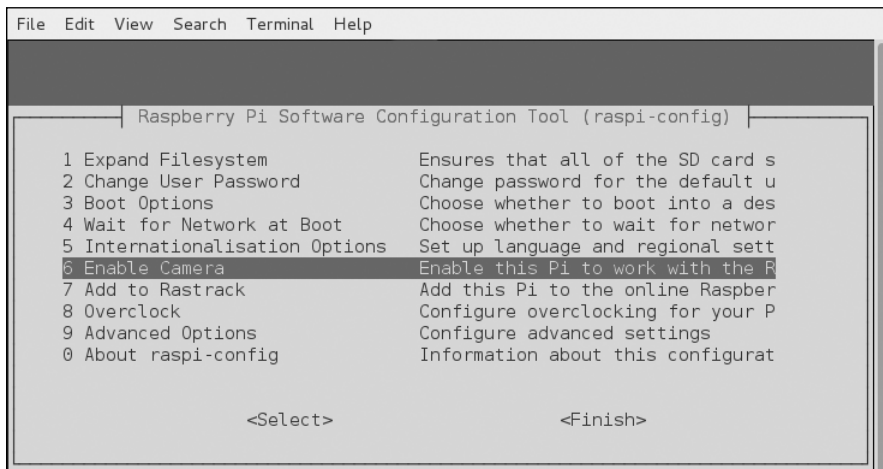 File Edit View Search Terminal Help
Raspberry Pi Software Configuration Tool (raspi-config)
1 Expand Filesystem Ensures that all of the SD card s
2 Change User Password Change password for the default u
3 Boot Options Choose whether to boot into a des
4 Wait for Network at Boot Choose whether to wait for networ
5 Internationalisation Options Set up language and regional sett
6 Enable Camera Enable this Pi to work with the R
7 Add to Rastrack Add this Pi to the online Raspber
8 Overclock Configure overclocking for your P
9 Advanced Options Configure advanced settings
0 About raspi-config Information about this configurat
<Select> <Finish>